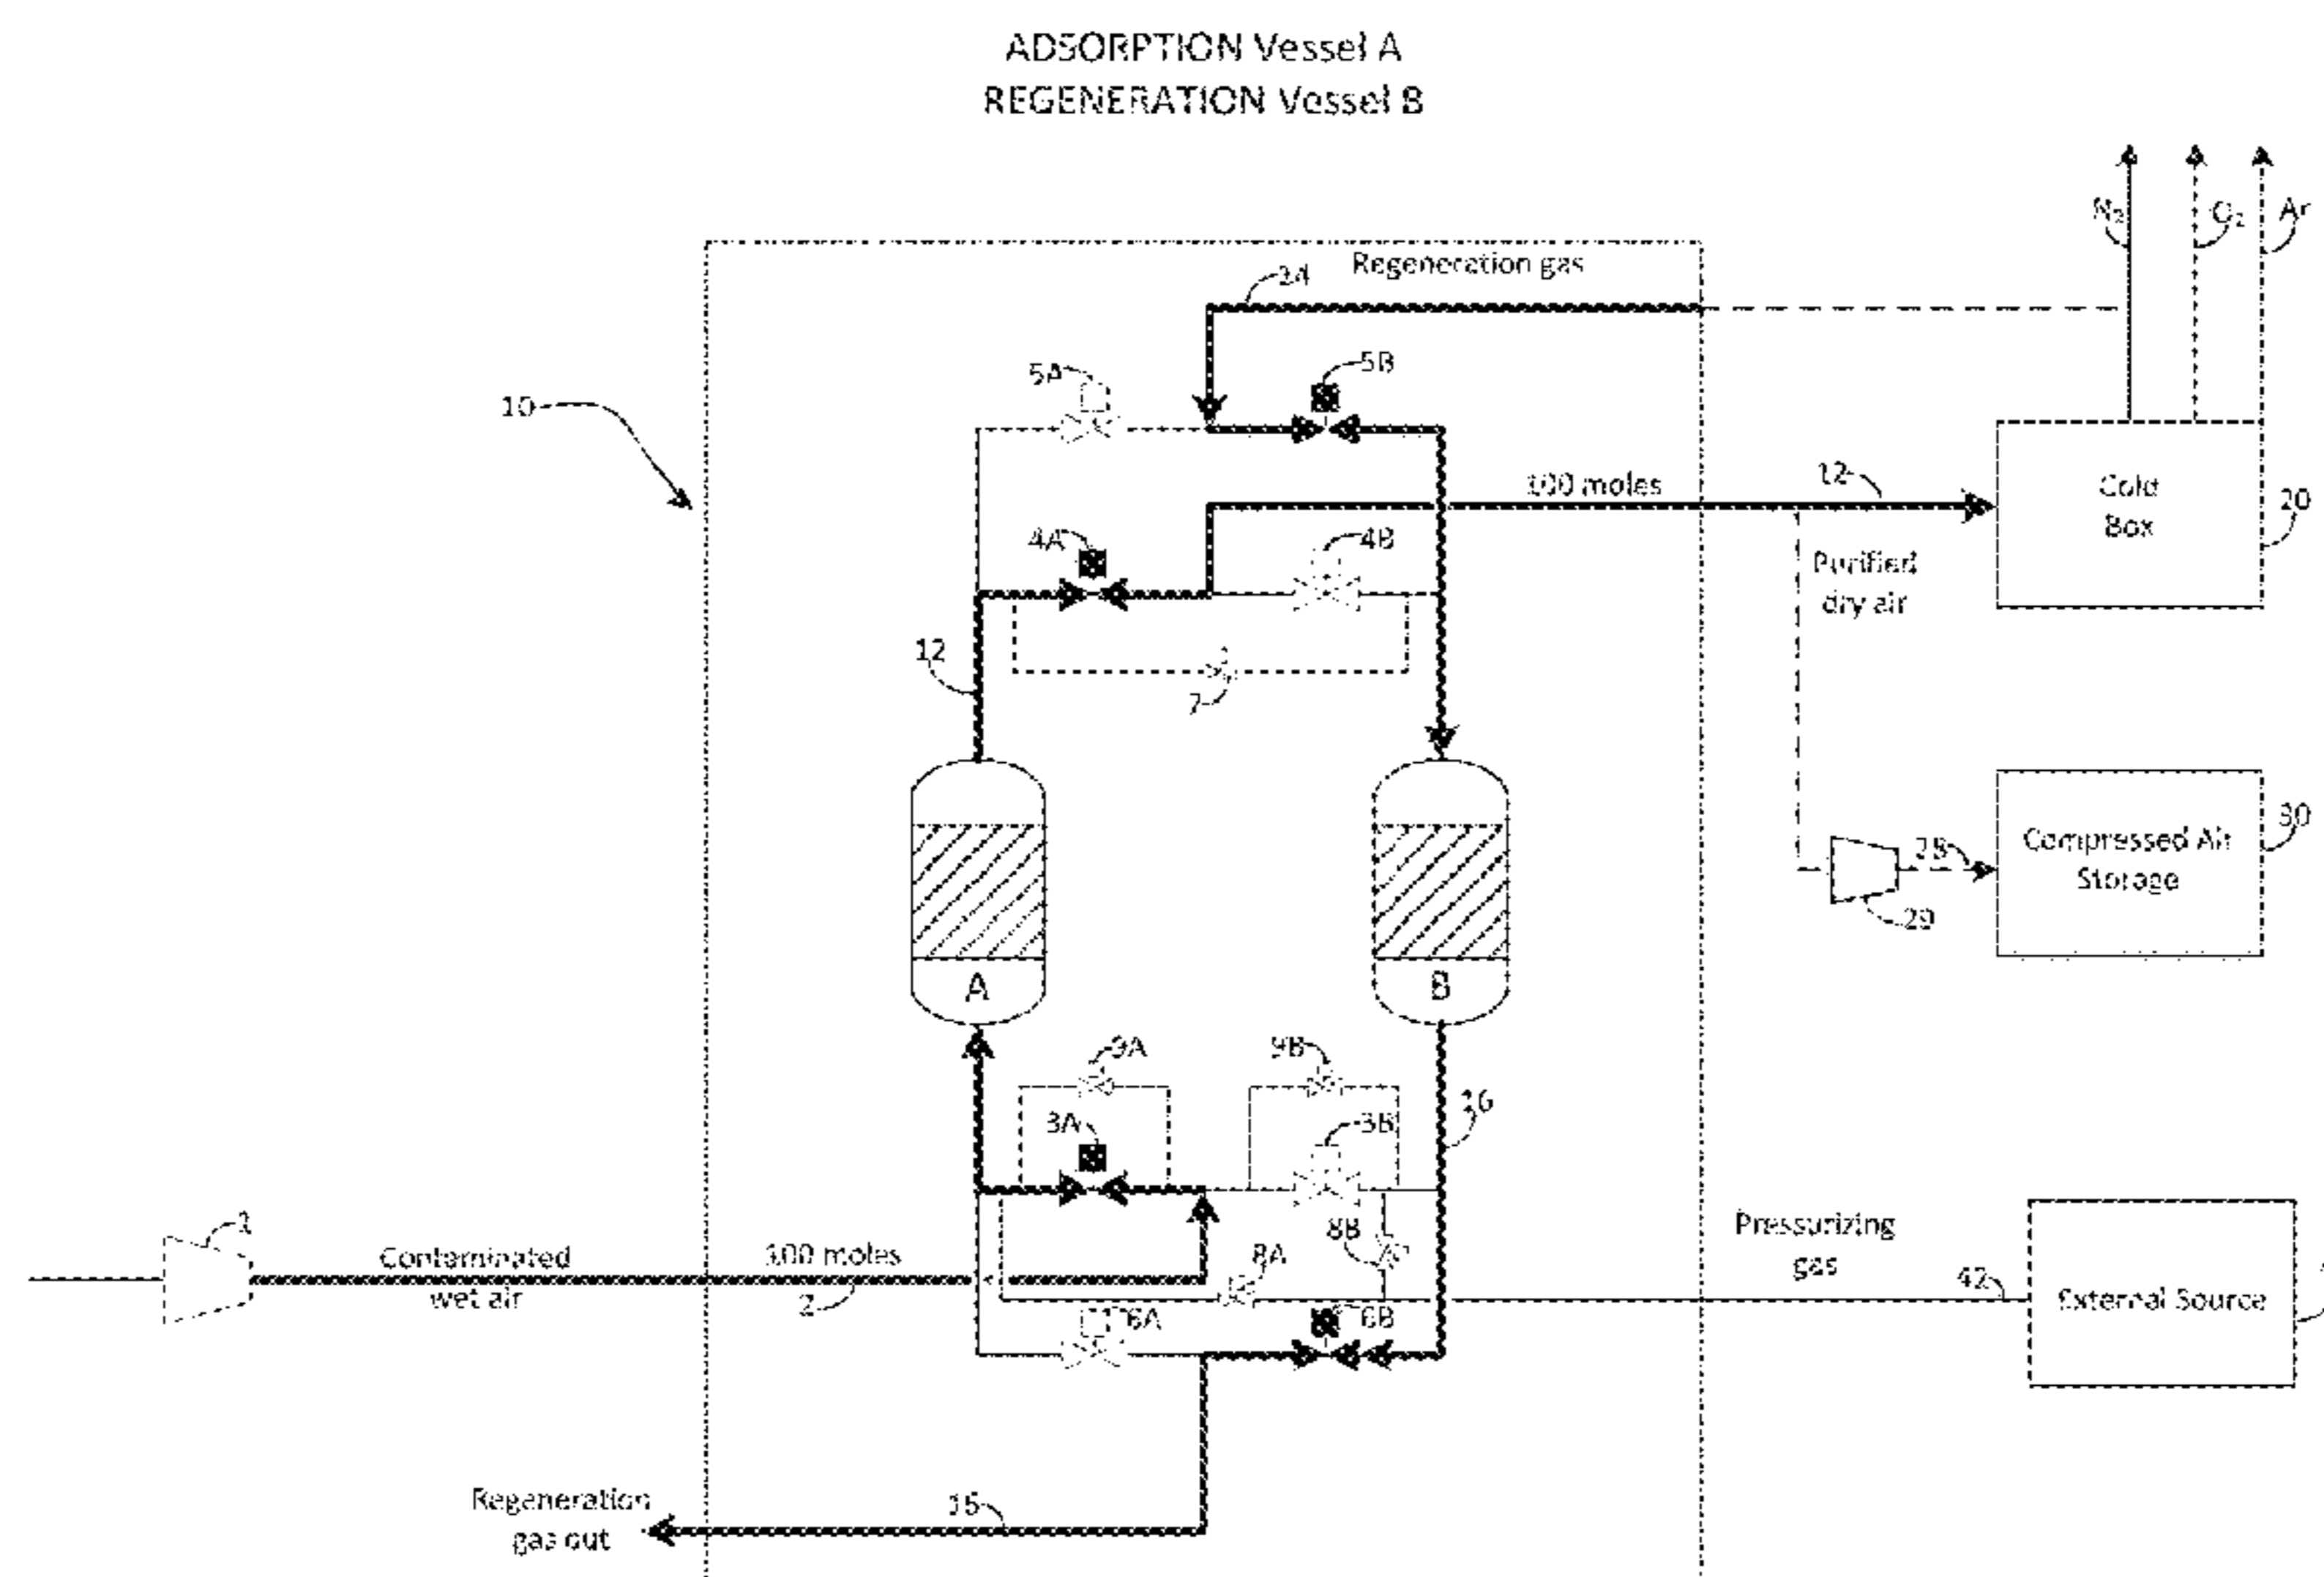 ADSORPTION Vessel A
REGENERATION Vessel B
N₂
O₂
Ar
Regeneration gas
24
5A
5B
10
100 moles
12
Cold
Box
20
4A
4B
Purified
dry air
12
7
Compressed Air
Storage
30
28
29
A
B
9A
9B
3A
3B
16
1
Contaminated
wet air
100 moles
2
8A
8B
Pressurizing
gas
42
External Source
6A
6B
Regeneration
gas out
16